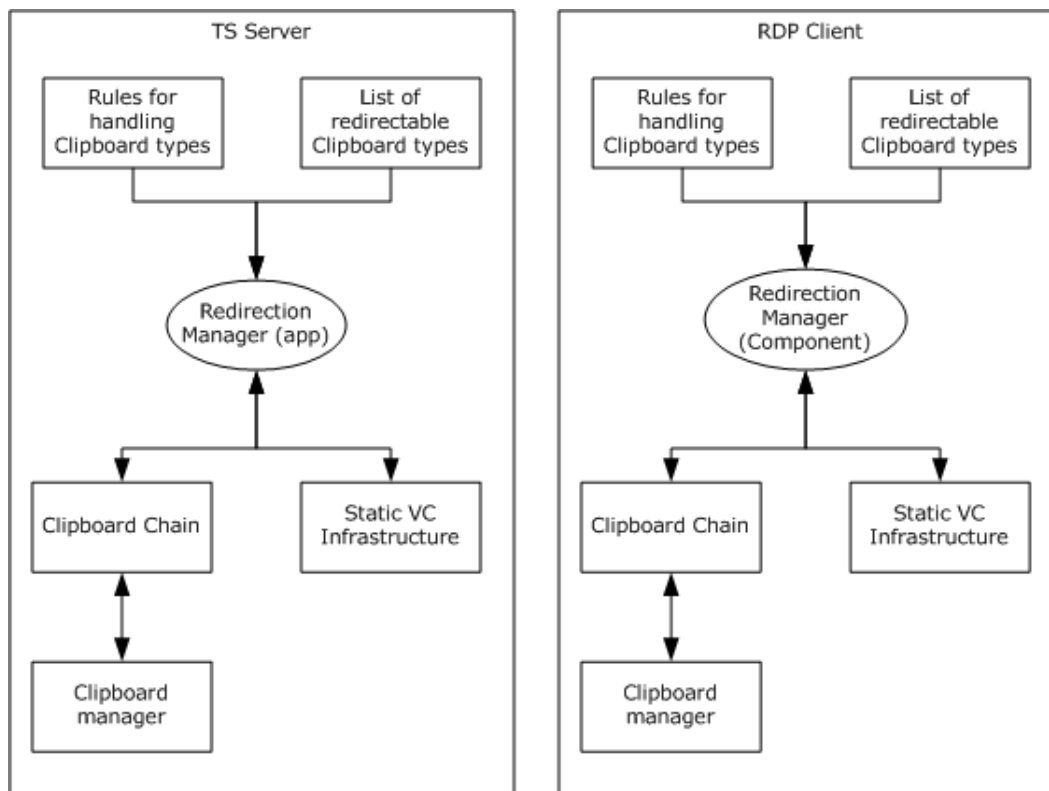 TS Server
Rules for
handling
Clipboard types
List of
redirectable
Clipboard types
Redirection
Manager (app)
Clipboard Chain
Static VC
Infrastructure
Clipboard
manager
RDP Client
Rules for
handling
Clipboard types
List of
redirectable
Clipboard types
Redirection
Manager
(Component)
Clipboard Chain
Static VC
Infrastructure
Clipboard
manager